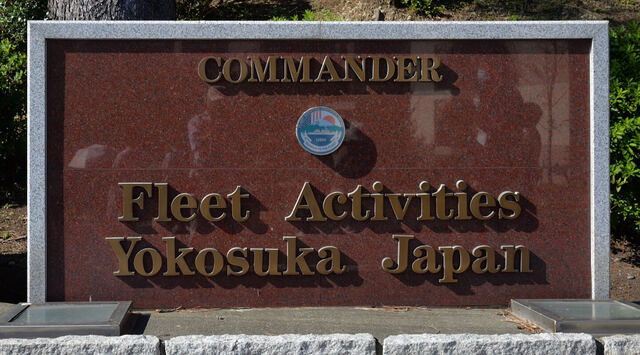 COMMANDER
Fleet Activities
Yokosuka Japan